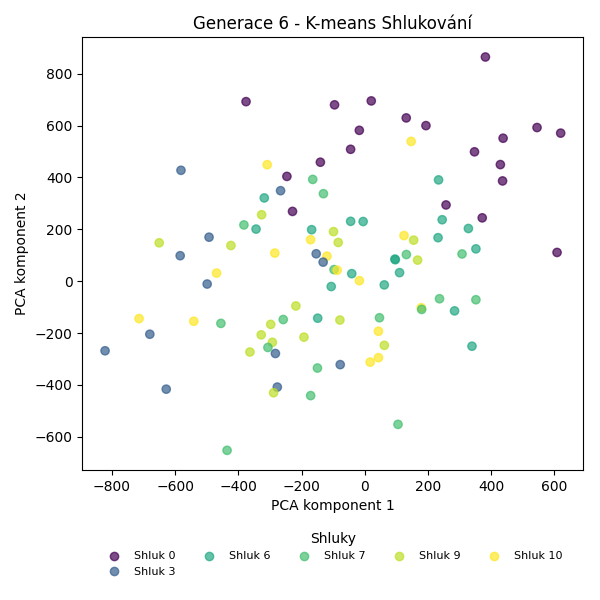 Generace 6 - K-means Shlukování
PCA komponent 2
800
600
400
200
0
−200
−400
−600
−800 −600 −400 −200 0 200 400 600
PCA komponent 1
Shluky
Shluk 0 Shluk 6 Shluk 7 Shluk 9 Shluk 10
Shluk 3